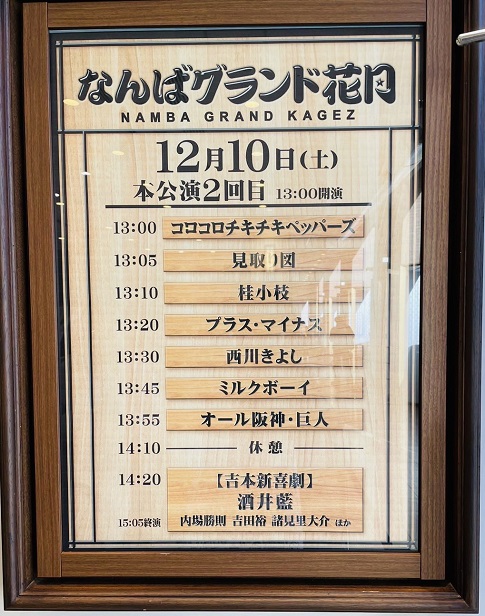 なんばグランド花月
NAMBA GRAND KAGEZ
12月10日(土)
本公演2回目 13:00開演
13:00 コロコロチキチキペッパーズ
13:05 見取り図
13:10 桂小枝
13:20 プラス・マイナス
13:30 西川きよし
13:45 ミルクボーイ
13:55 オール阪神・巨人
14:10 休憩
14:20 【吉本新喜劇】
酒井藍
15:05終演 内場勝則 吉田裕 諸見里大介 ほか